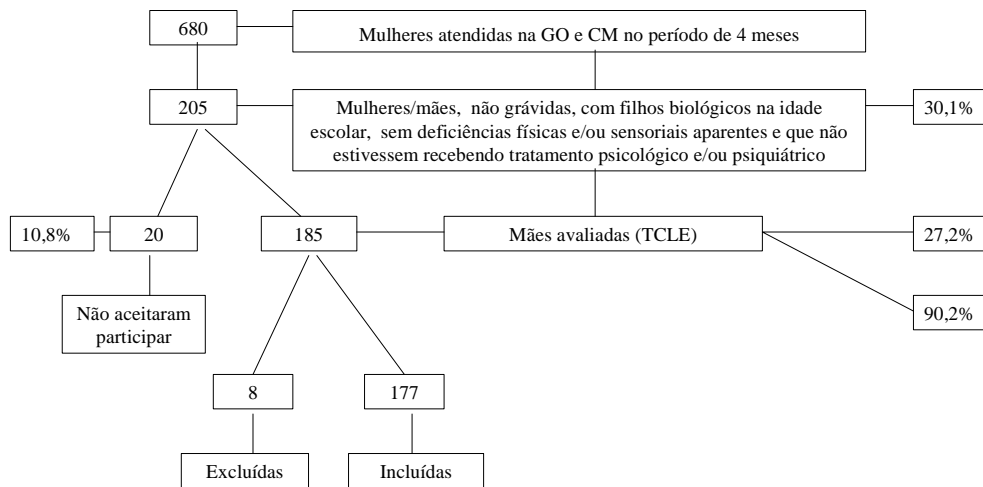 680
Mulheres atendidas na GO e CM no período de 4 meses
205
Mulheres/mães, não grávidas, com filhos biológicos na idade
escolar, sem deficiências físicas e/ou sensoriais aparentes e que não
estivessem recebendo tratamento psicológico e/ou psiquiátrico
30,1%
10,8%
20
185
Mães avaliadas (TCLE)
27,2%
Não aceitaram
participar
90,2%
8
177
Excluídas
Incluídas